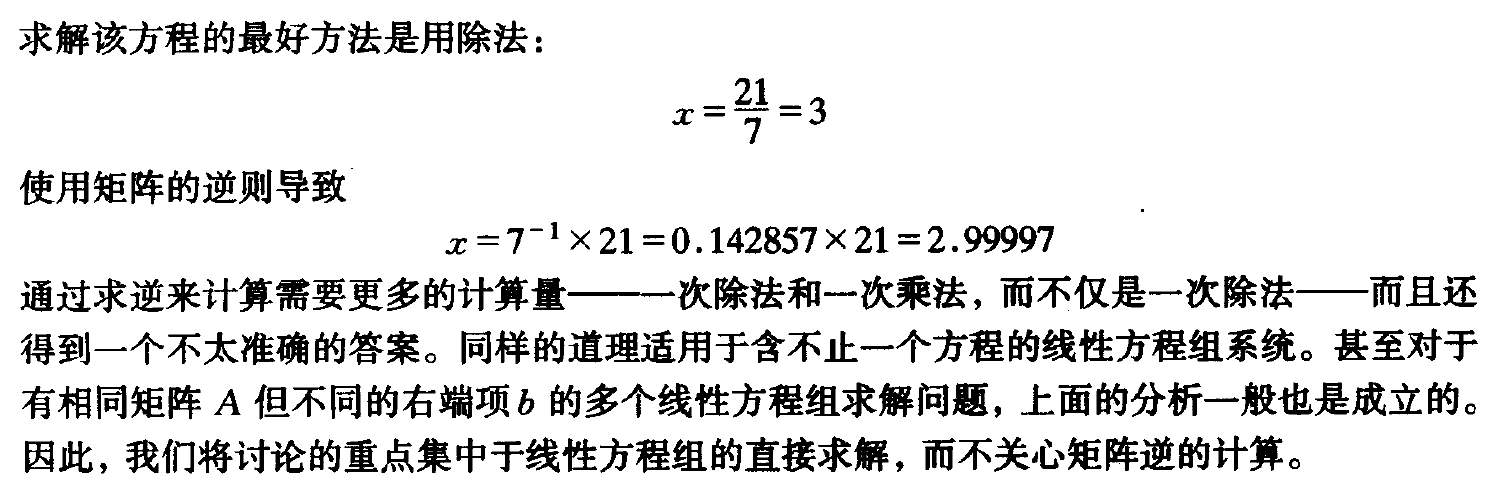 求解该方程的最好方法是用除法：
x = 21/7 = 3
使用矩阵的逆则导致
x = 7⁻¹ × 21 = 0.142857 × 21 = 2.99997
通过求逆来计算需要更多的计算量——一次除法和一次乘法，而不仅是一次除法——而且还
得到一个不太准确的答案。同样的道理适用于含不止一个方程的线性方程组系统。甚至对于
有相同矩阵 A 但不同的右端项 b 的多个线性方程组求解问题，上面的分析一般也是成立的。
因此，我们将讨论的重点集中于线性方程组的直接求解，而不关心矩阵逆的计算。